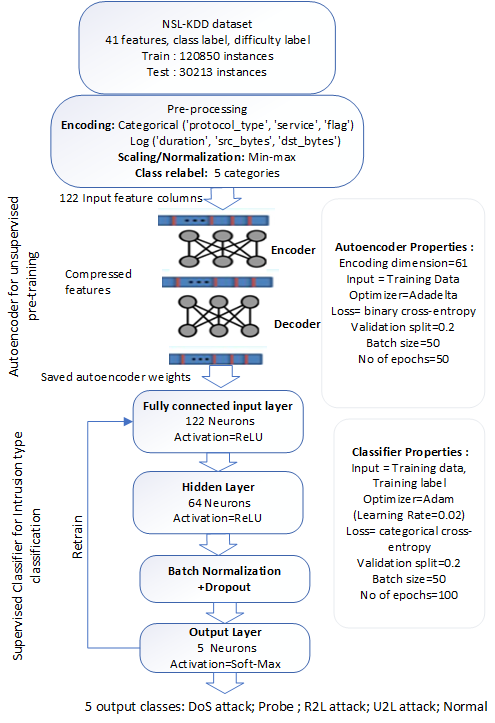 NSL-KDD dataset
41 features, class label, difficulty label
Train : 120850 instances
Test : 30213 instances
Pre-processing
Encoding: Categorical ('protocol_type', 'service', 'flag')
Log ('duration', 'src_bytes', 'dst_bytes')
Scaling/Normalization: Min-max
Class relabel: 5 categories
122 Input feature columns
Autoencoder for unsupervised
pre-training
Encoder
Compressed
features
Decoder
Saved autoencoder weights
Autoencoder Properties :
Encoding dimension=61
Input = Training Data
Optimizer=Adadelta
Loss= binary cross-entropy
Validation split=0.2
Batch size=50
No of epochs=50
Supervised Classifier for Intrusion type
classification
Retrain
Fully connected input layer
122 Neurons
Activation=ReLU
Hidden Layer
64 Neurons
Activation=ReLU
Batch Normalization
+Dropout
Output Layer
5 Neurons
Activation=Soft-Max
Classifier Properties :
Input = Training data,
Training label
Optimizer=Adam
(Learning Rate=0.02)
Loss= categorical cross-
entropy
Validation split=0.2
Batch size=50
No of epochs=100
5 output classes: DoS attack; Probe ; R2L attack; U2L attack; Normal